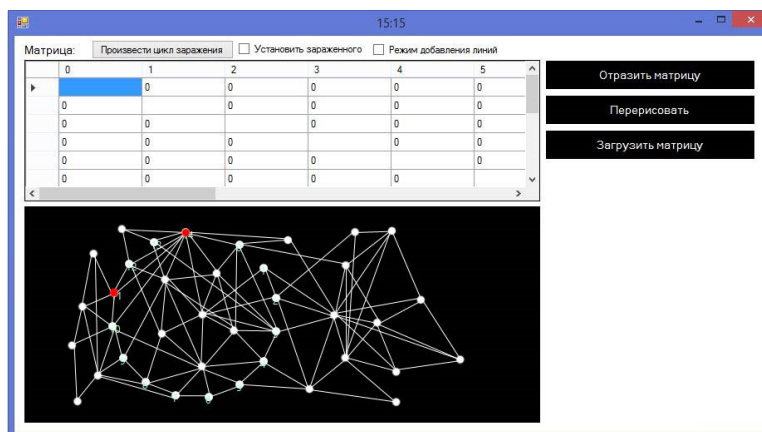 15:15
Матрица: Произвести цикл заражения Установить зараженного Режим добавления линий
0 1 2 3 4 5
0 0 0 0 0
0 0 0 0 0
0 0 0 0 0
0 0 0 0 0
0 0 0 0 0
0 0 0 0 0
Отразить матрицу
Перерисовать
Загрузить матрицу